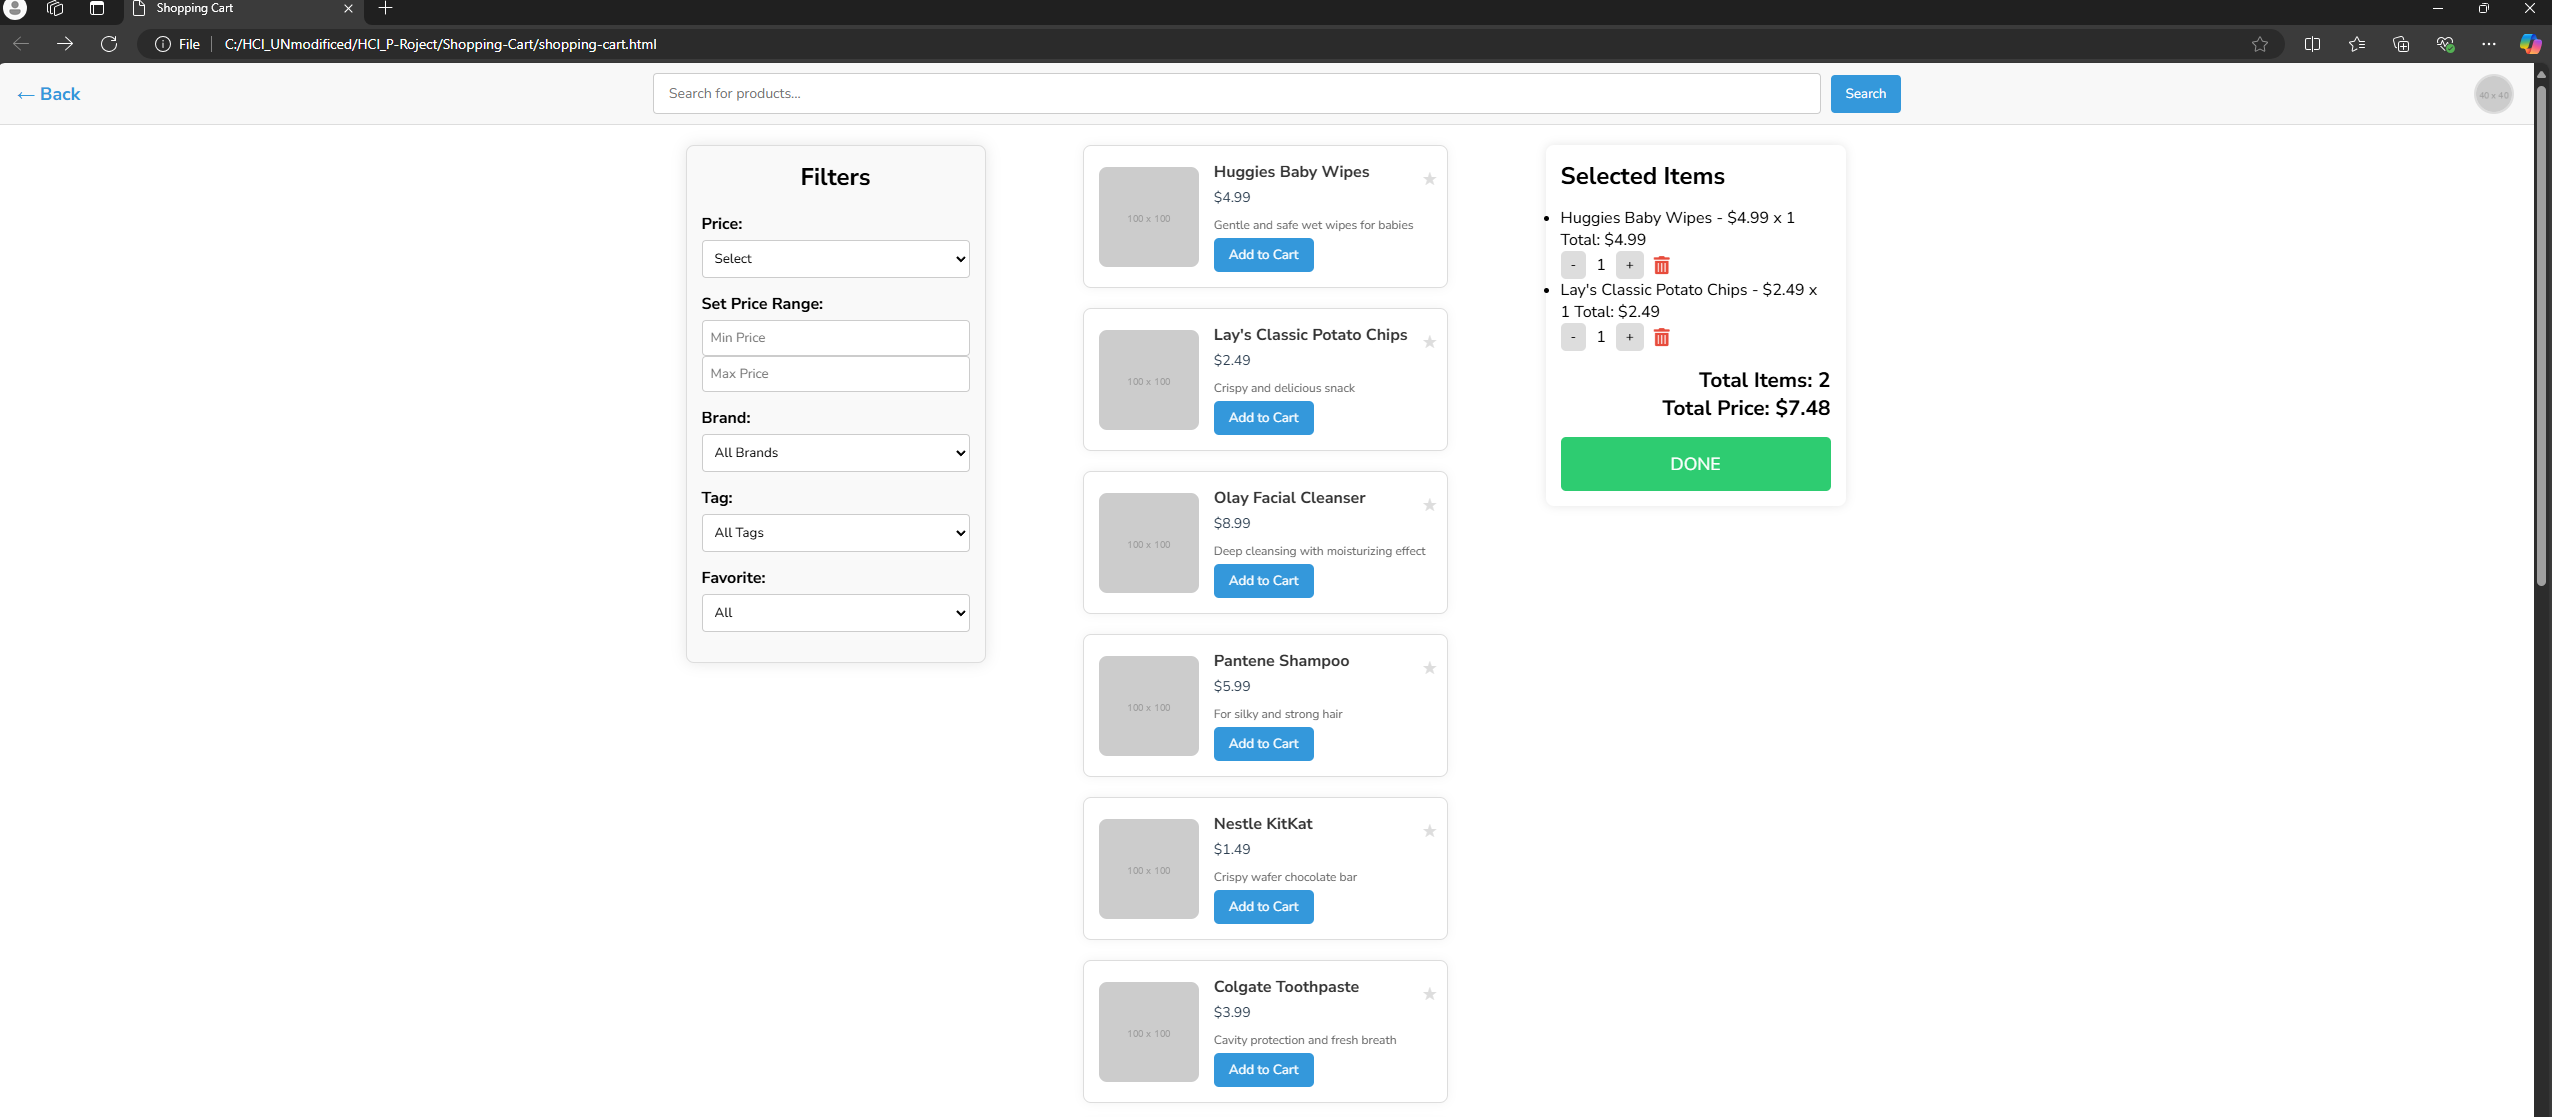 Shopping Cart
File
C:/HCI_UNmodificed/HCI_P-Roject/Shopping-Cart/shopping-cart.html
← Back
Search for products...
Search
40 x 40
Filters
Price:
Select
Set Price Range:
Min Price
Max Price
Brand:
All Brands
Tag:
All Tags
Favorite:
All
100 x 100
Huggies Baby Wipes
$4.99
Gentle and safe wet wipes for babies
Add to Cart
100 x 100
Lay's Classic Potato Chips
$2.49
Crispy and delicious snack
Add to Cart
100 x 100
Olay Facial Cleanser
$8.99
Deep cleansing with moisturizing effect
Add to Cart
100 x 100
Pantene Shampoo
$5.99
For silky and strong hair
Add to Cart
100 x 100
Nestle KitKat
$1.49
Crispy wafer chocolate bar
Add to Cart
100 x 100
Colgate Toothpaste
$3.99
Cavity protection and fresh breath
Add to Cart
Selected Items
• Huggies Baby Wipes - $4.99 x 1
Total: $4.99
- 1 +
• Lay's Classic Potato Chips - $2.49 x
1 Total: $2.49
- 1 +
Total Items: 2
Total Price: $7.48
DONE